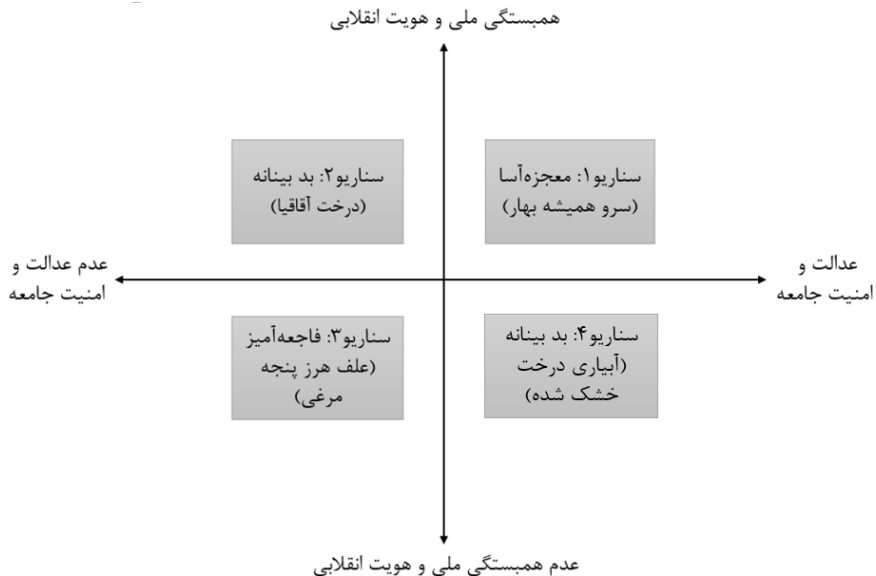 همبستگی ملی و هویت انقلابی
سناریو۱: معجزه‌آسا
(سرو همیشه بهار)
سناریو۲: بد بینانه
(درخت آقاقیا)
عدالت و
امنیت جامعه
عدم عدالت و
امنیت جامعه
سناریو۴: بد بینانه
(آبیاری درخت
خشک شده)
سناریو۳: فاجعه‌آمیز
(علف هرز پنجه
مرغی)
عدم همبستگی ملی و هویت انقلابی